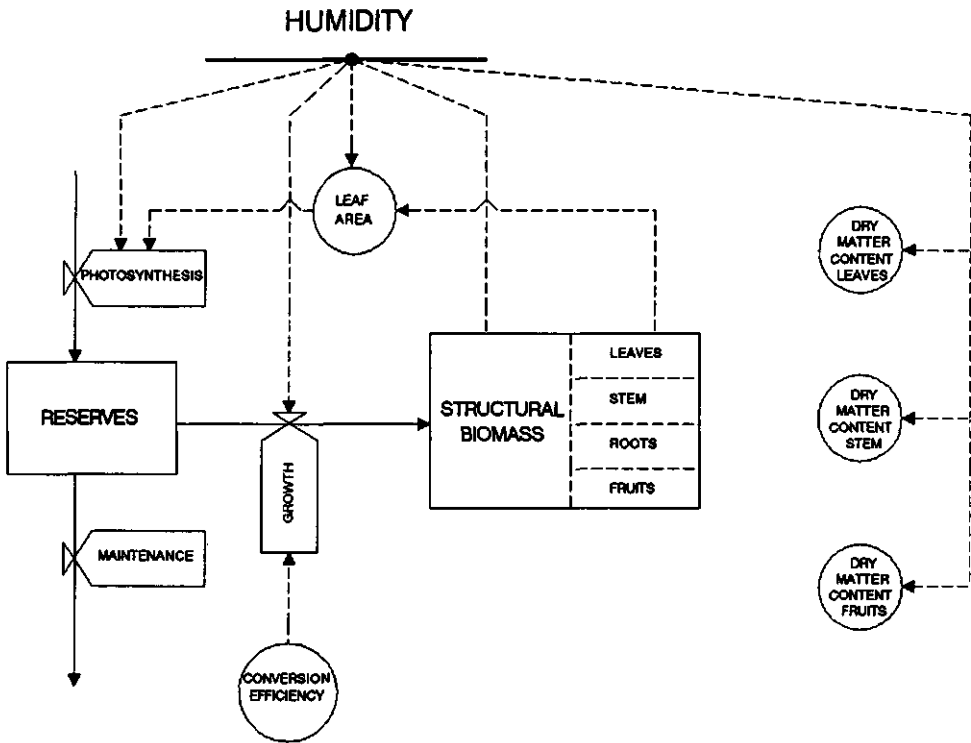 HUMIDITY
LEAF
AREA
PHOTOSYNTHESIS
DRY
MATTER
CONTENT
LEAVES
RESERVES
STRUCTURAL
BIOMASS
LEAVES
STEM
ROOTS
FRUITS
DRY
MATTER
CONTENT
STEM
GROWTH
MAINTENANCE
DRY
MATTER
CONTENT
FRUITS
CONVERSION
EFFICIENCY